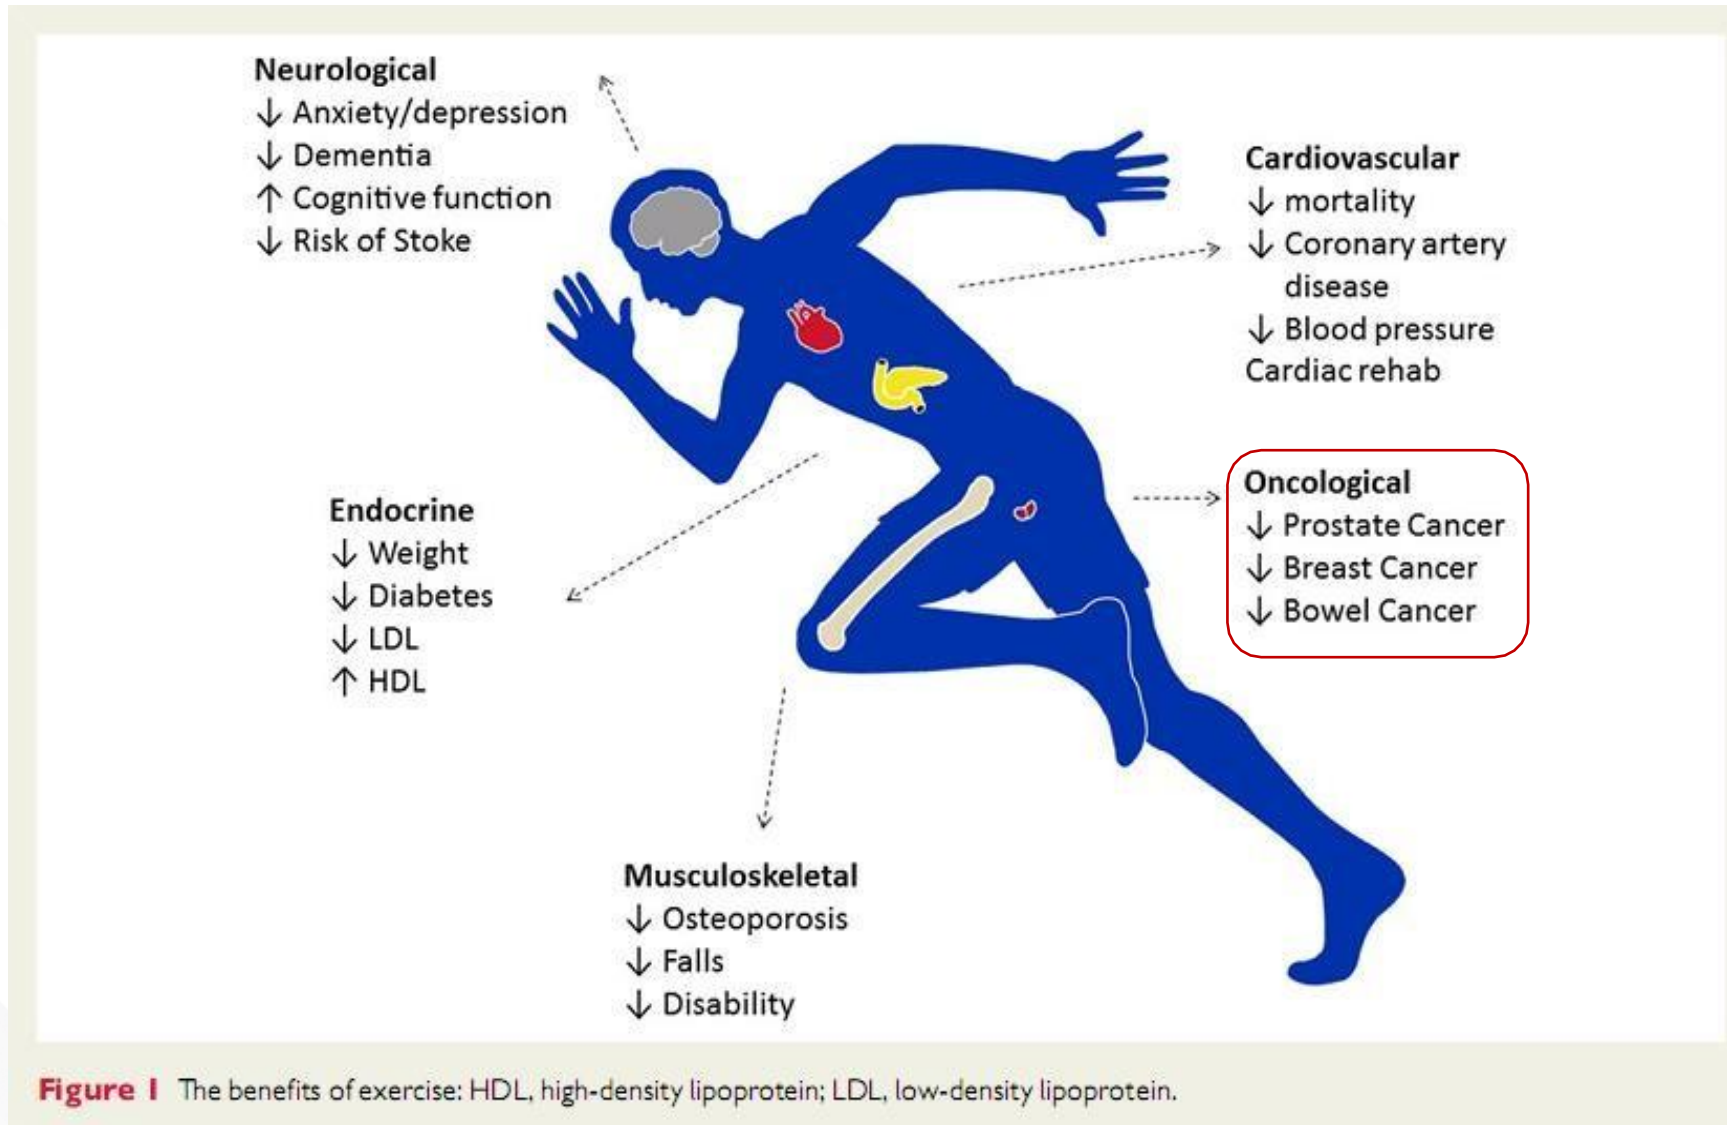 Neurological
↓ Anxiety/depression
↓ Dementia
↑ Cognitive function
↓ Risk of Stoke
Cardiovascular
↓ mortality
↓ Coronary artery
disease
↓ Blood pressure
Cardiac rehab
Endocrine
↓ Weight
↓ Diabetes
↓ LDL
↑ HDL
Oncological
↓ Prostate Cancer
↓ Breast Cancer
↓ Bowel Cancer
Musculoskeletal
↓ Osteoporosis
↓ Falls
↓ Disability
Figure 1 The benefits of exercise: HDL, high-density lipoprotein; LDL, low-density lipoprotein.